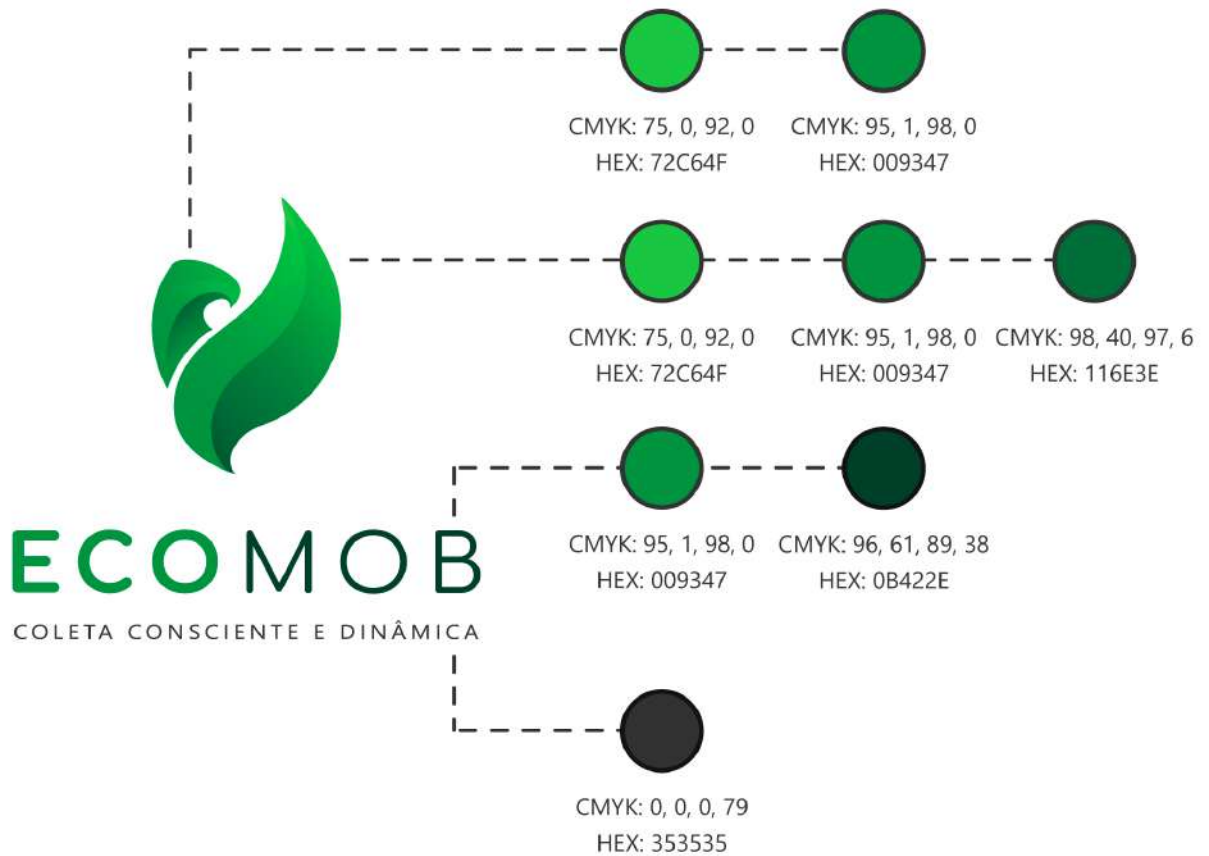 CMYK: 75, 0, 92, 0 CMYK: 95, 1, 98, 0
HEX: 72C64F HEX: 009347
CMYK: 75, 0, 92, 0 CMYK: 95, 1, 98, 0 CMYK: 98, 40, 97, 6
HEX: 72C64F HEX: 009347 HEX: 116E3E
CMYK: 95, 1, 98, 0 CMYK: 96, 61, 89, 38
HEX: 009347 HEX: 0B422E
ECOMOB
COLETA CONSCIENTE E DINÂMICA
CMYK: 0, 0, 0, 79
HEX: 353535